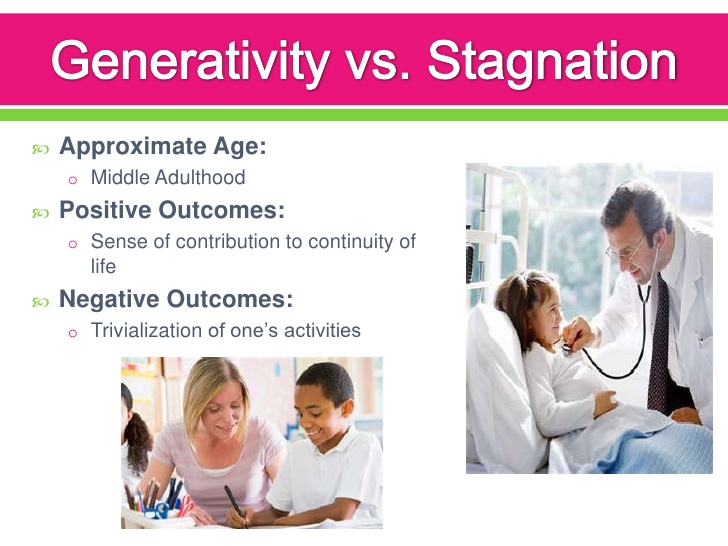 Generativity vs. Stagnation
Approximate Age:
Middle Adulthood
Positive Outcomes:
Sense of contribution to continuity of
life
Negative Outcomes:
Trivialization of one’s activities